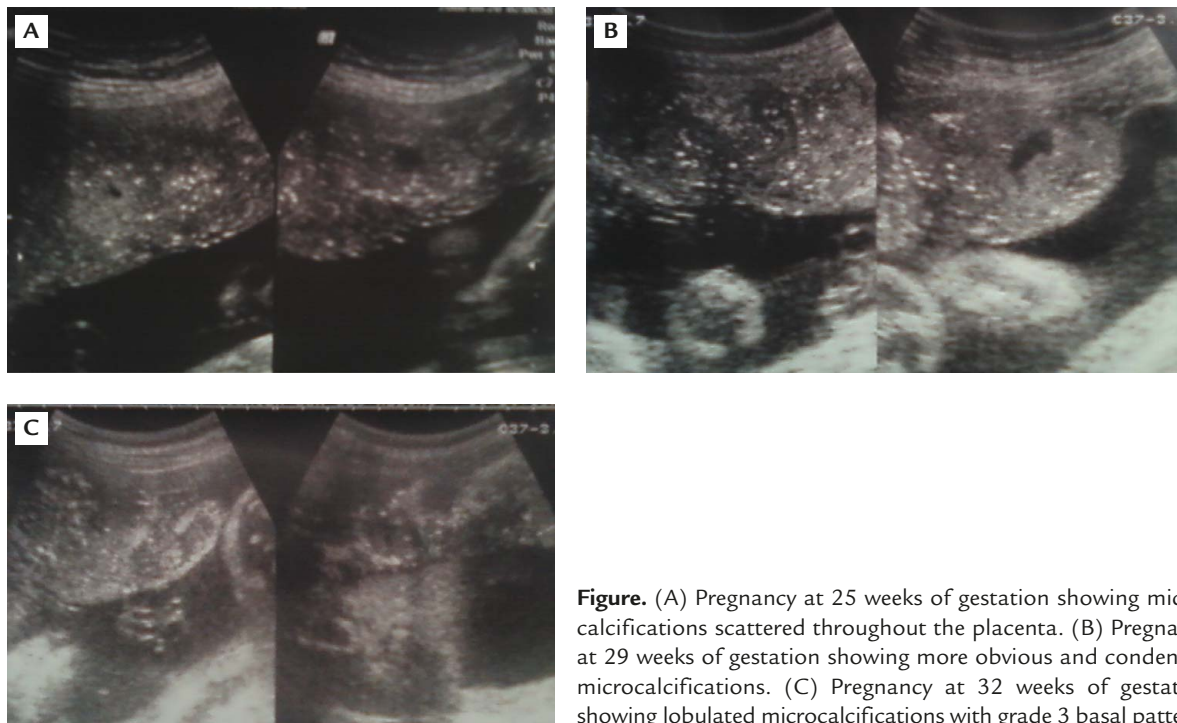 A
B
C37-3
C
C37-3
Figure. (A) Pregnancy at 25 weeks of gestation showing mic
calcifications scattered throughout the placenta. (B) Pregna
at 29 weeks of gestation showing more obvious and conden
microcalcifications. (C) Pregnancy at 32 weeks of gestat
showing lobulated microcalcifications with grade 3 basal patte